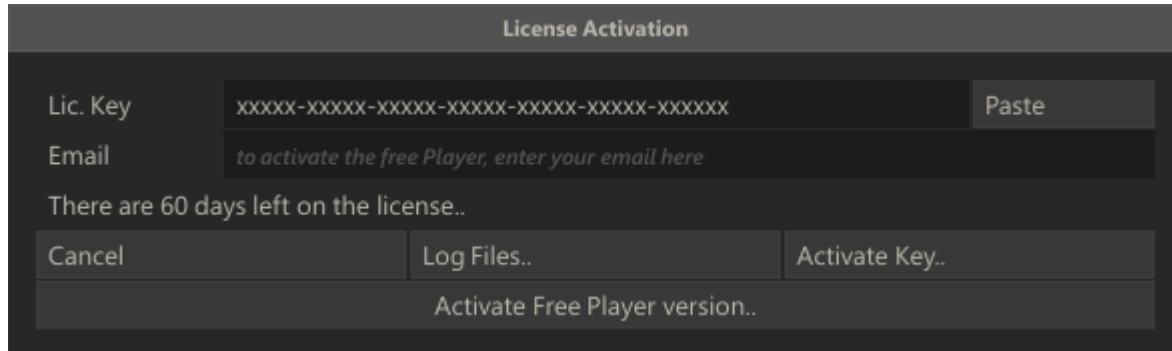 License Activation
Lic. Key xxxxx-xxxxx-xxxxx-xxxxx-xxxxx-xxxxx-xxxxxx Paste
Email to activate the free Player, enter your email here
There are 60 days left on the license..
Cancel Log Files.. Activate Key..
Activate Free Player version..